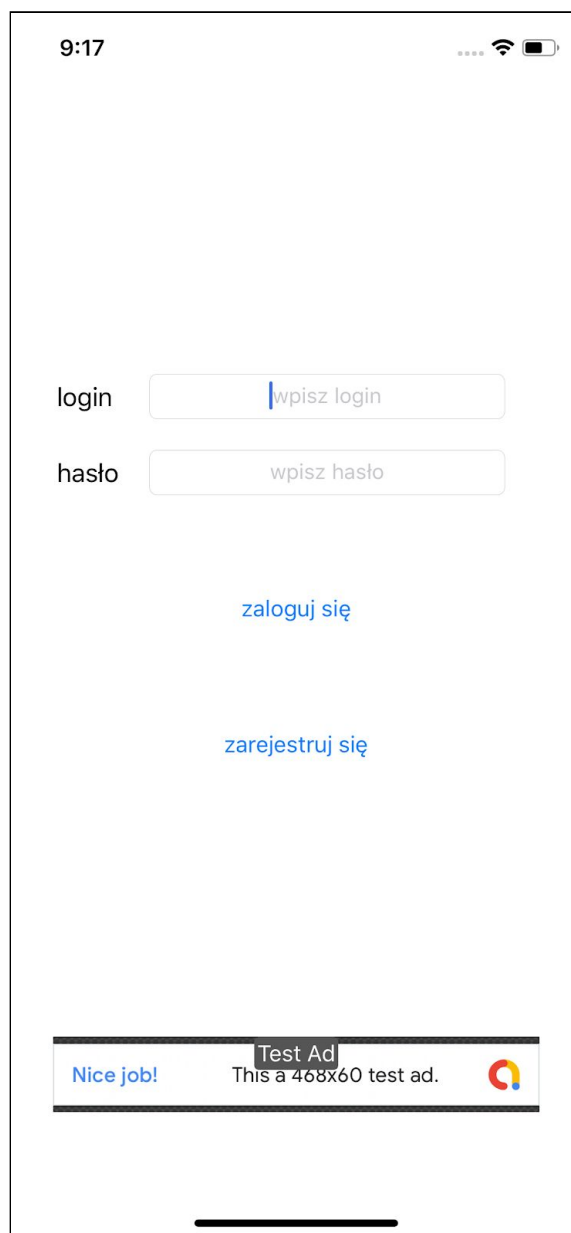 9:17
login wpisz login
hasło wpisz hasło
zaloguj się
zarejestruj się
Test Ad
Nice job! This a 468x60 test ad.